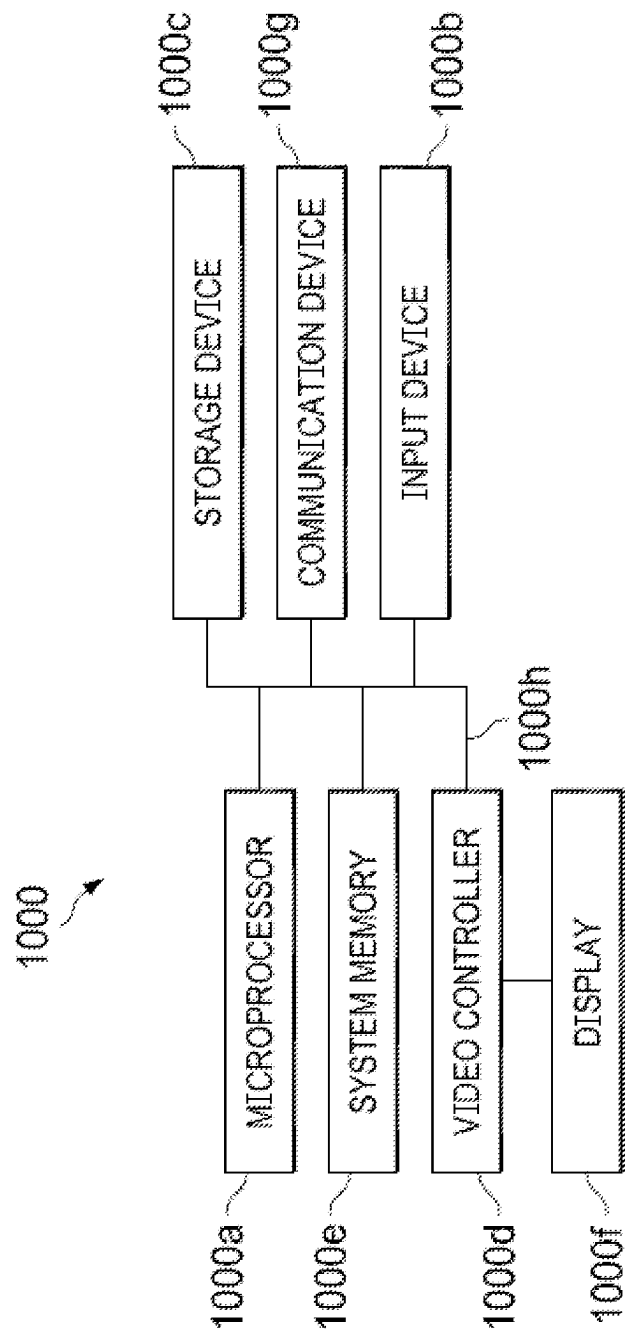 1000
1000a
MICROPROCESSOR
1000e
SYSTEM MEMORY
1000d
VIDEO CONTROLLER
1000f
DISPLAY
1000h
STORAGE DEVICE
1000c
COMMUNICATION DEVICE
1000g
INPUT DEVICE
1000b